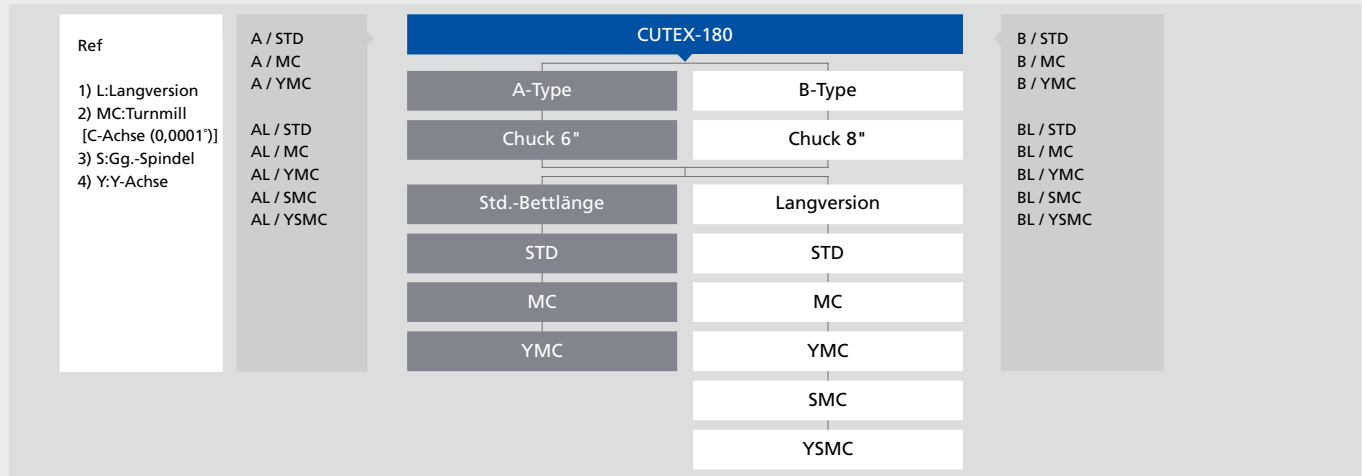 Ref
1) L:Langversion
2) MC:Turnmill
[C-Achse (0,0001°)]
3) S:Gg.-Spindel
4) Y:Y-Achse
A / STD
A / MC
A / YMC
AL / STD
AL / MC
AL / YMC
AL / SMC
AL / YSMC
CUTEX-180
A-Type
B-Type
Chuck 6"
Chuck 8"
Std.-Bettlänge
Langversion
STD
STD
MC
MC
YMC
YMC
SMC
YSMC
B / STD
B / MC
B / YMC
BL / STD
BL / MC
BL / YMC
BL / SMC
BL / YSMC